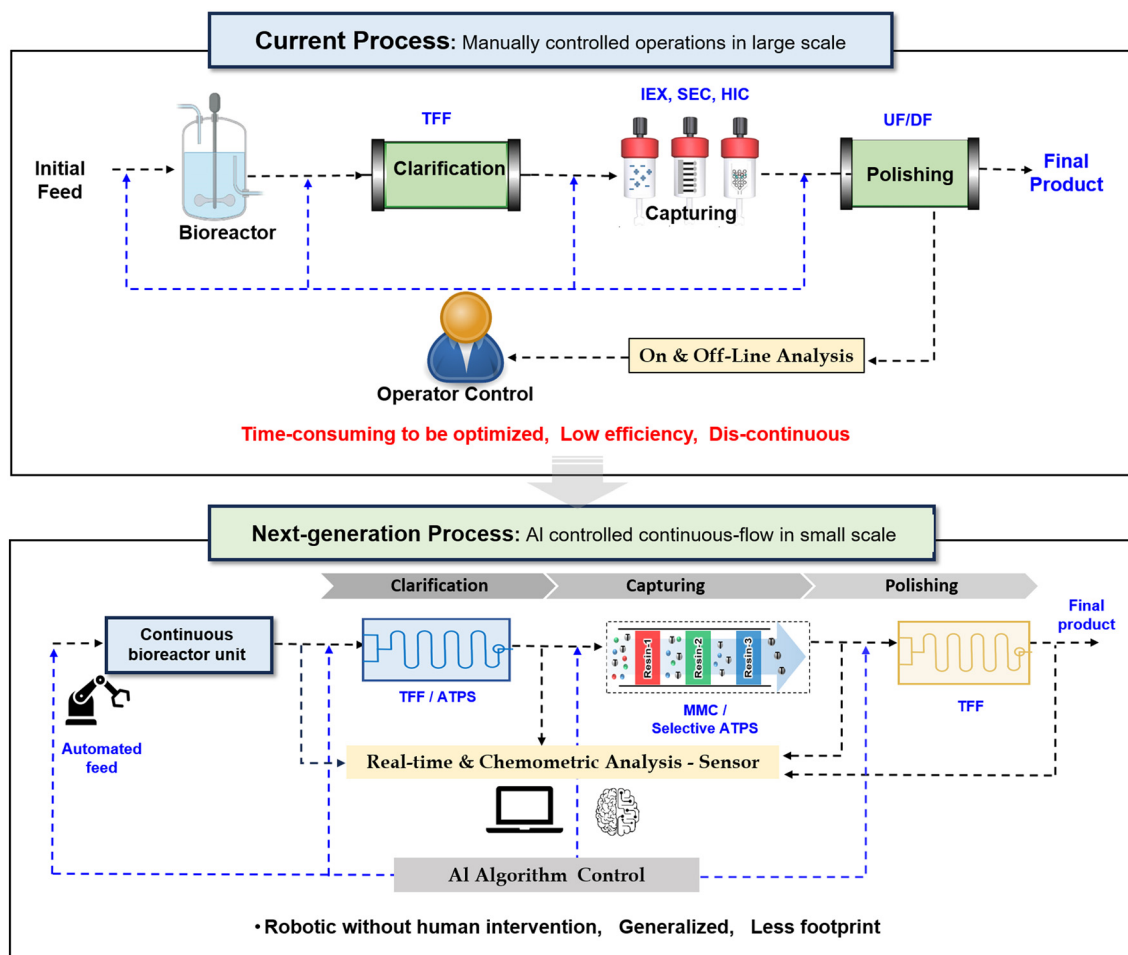 Current Process: Manually controlled operations in large scale
IEX, SEC, HIC
TFF
UF/DF
Initial
Feed
Clarification
Polishing
Final
Product
Capturing
Bioreactor
On & Off-Line Analysis
Operator Control
Time-consuming to be optimized, Low efficiency, Dis-continuous
Next-generation Process: AI controlled continuous-flow in small scale
Clarification
Capturing
Polishing
Final
product
Continuous
bioreactor unit
Resin-1
Resin-2
Resin-3
TFF / ATPS
MMC /
Selective ATPS
TFF
Automated
feed
Real-time & Chemometric Analysis - Sensor
AI Algorithm Control
• Robotic without human intervention, Generalized, Less footprint